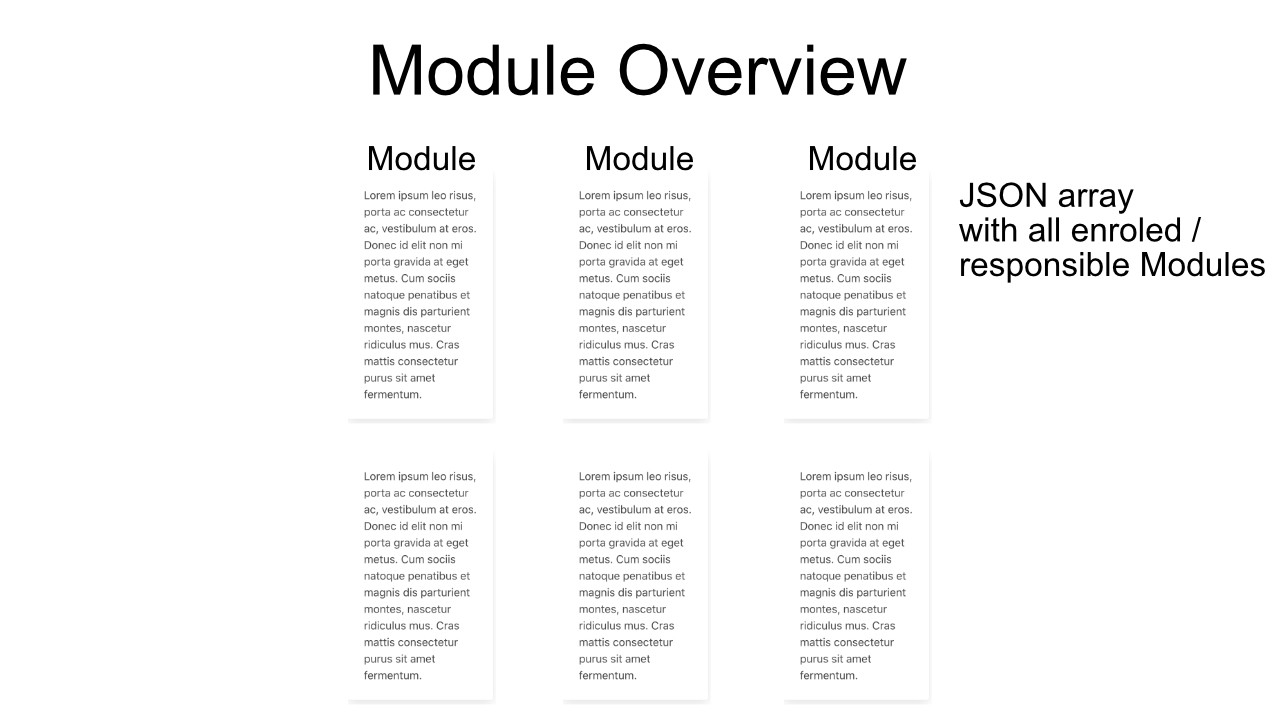 Module Overview
Module
Lorem ipsum leo risus,
porta ac consectetur
ac, vestibulum at eros.
Donec id elit non mi
porta gravida at eget
metus. Cum sociis
natoque penatibus et
magnis dis parturient
montes, nascetur
ridiculus mus. Cras
mattis consectetur
purus sit amet
fermentum.
Module
Lorem ipsum leo risus,
porta ac consectetur
ac, vestibulum at eros.
Donec id elit non mi
porta gravida at eget
metus. Cum sociis
natoque penatibus et
magnis dis parturient
montes, nascetur
ridiculus mus. Cras
mattis consectetur
purus sit amet
fermentum.
Module
Lorem ipsum leo risus,
porta ac consectetur
ac, vestibulum at eros.
Donec id elit non mi
porta gravida at eget
metus. Cum sociis
natoque penatibus et
magnis dis parturient
montes, nascetur
ridiculus mus. Cras
mattis consectetur
purus sit amet
fermentum.
JSON array
with all enroled /
responsible Modules
Lorem ipsum leo risus,
porta ac consectetur
ac, vestibulum at eros.
Donec id elit non mi
porta gravida at eget
metus. Cum sociis
natoque penatibus et
magnis dis parturient
montes, nascetur
ridiculus mus. Cras
mattis consectetur
purus sit amet
fermentum.
Lorem ipsum leo risus,
porta ac consectetur
ac, vestibulum at eros.
Donec id elit non mi
porta gravida at eget
metus. Cum sociis
natoque penatibus et
magnis dis parturient
montes, nascetur
ridiculus mus. Cras
mattis consectetur
purus sit amet
fermentum.
Lorem ipsum leo risus,
porta ac consectetur
ac, vestibulum at eros.
Donec id elit non mi
porta gravida at eget
metus. Cum sociis
natoque penatibus et
magnis dis parturient
montes, nascetur
ridiculus mus. Cras
mattis consectetur
purus sit amet
fermentum.